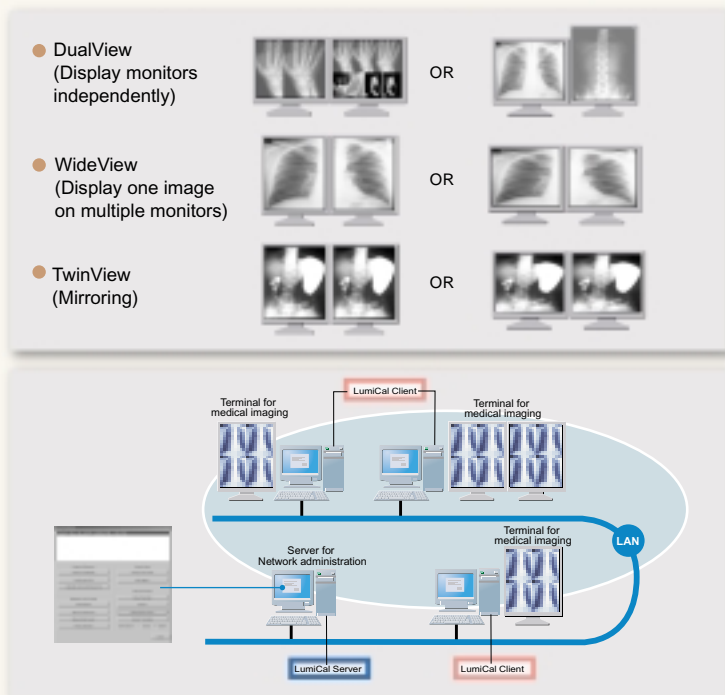 DualView
(Display monitors
independently)
OR
WideView
(Display one image
on multiple monitors)
OR
TwinView
(Mirroring)
OR
LumiCal Client
Terminal for
medical imaging
Terminal for
medical imaging
LAN
Server for
Network administration
Terminal for
medical imaging
LumiCal Server
LumiCal Client